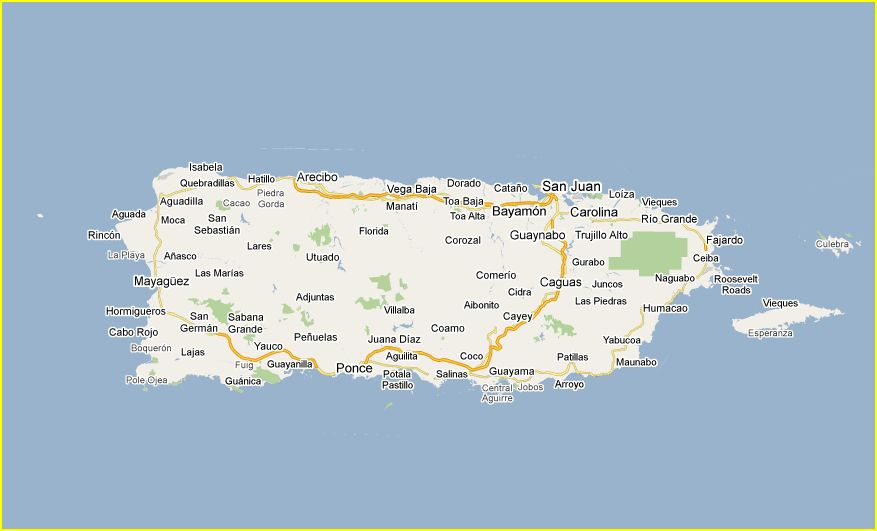 Isabela
Quebradillas
Hatillo
Arecibo
Vega Baja
Dorado
Cataño
San Juan
Loíza
Vieques
Aguadilla
Cacao
Piedra
Gorda
Manatí
Toa Baja
Toa Alta
Bayamón
Carolina
Río Grande
Aguada
Moca
San
Sebastián
Florida
Corozal
Guaynabo
Trujillo Alto
Fajardo
Culebra
Rincón
La Playa
Añasco
Lares
Utuado
Gurabo
Ceiba
Mayagüez
Las Marías
Comerío
Caguas
Juncos
Naguabo
Roosevelt
Roads
Adjuntas
Cidra
Las Piedras
Humacao
Vieques
Hormigueros
San
Germán
Sabana
Grande
Villalba
Aibonito
Cayey
Esperanza
Cabo Rojo
Peñuelas
Juana Díaz
Coamo
Yabucoa
Boquerón
Lajas
Yauco
Aguilita
Coco
Patillas
Maunabo
Fuig
Guayanilla
Ponce
Potala
Pastillo
Salinas
Guayama
Pole Ojea
Guánica
Central
Aguirre
Jobos
Arroyo